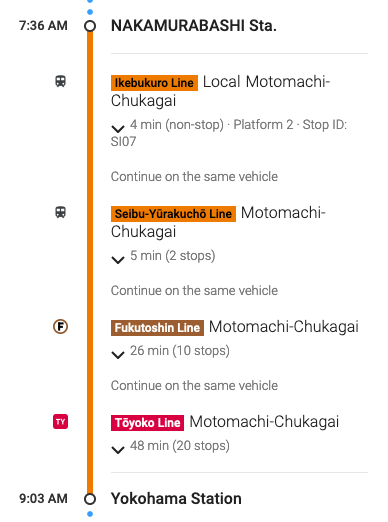 7:36 AM NAKAMURABASHI Sta.
Ikebukuro Line Local Motomachi-
Chukagai
4 min (non-stop) · Platform 2 · Stop ID:
SI07
Continue on the same vehicle
Seibu-Yūrakuchō Line Motomachi-
Chukagai
5 min (2 stops)
Continue on the same vehicle
F Fukutoshin Line Motomachi-Chukagai
26 min (10 stops)
Continue on the same vehicle
TY Tōyoko Line Motomachi-Chukagai
48 min (20 stops)
9:03 AM Yokohama Station